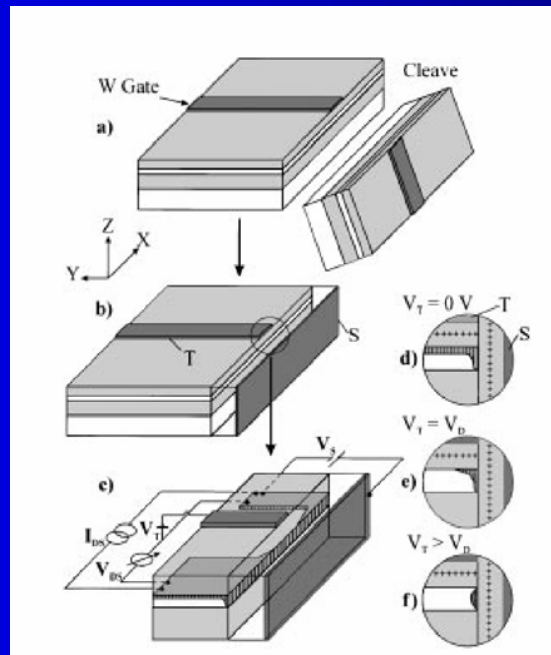 Cleave
W Gate
a)
Z
X
Y
b)
T
S
V_T = 0 V
T
S
d)
V_T = V_D
e)
V_T > V_D
f)
c)
V_S
V_T
I_DS
V_DS